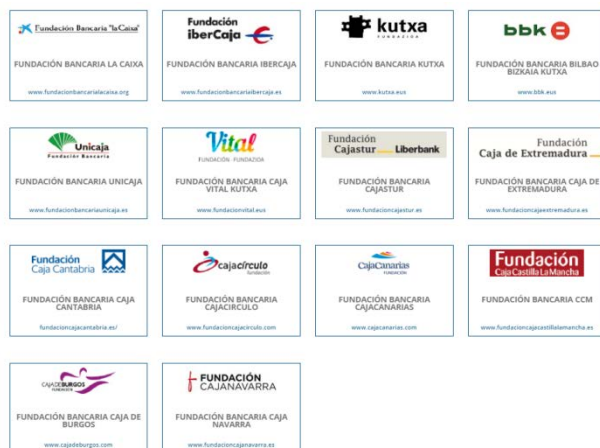 Fundación Bancaria "la Caixa"
FUNDACIÓN BANCARIA LA CAIXA
www.fundacionbancarialacaixa.org
Fundación
iberCaja
FUNDACIÓN BANCARIA IBERCAJA
www.fundacionbancariaibercaja.es
kutxa
FUNDAZIOA
FUNDACIÓN BANCARIA KUTXA
www.kutxa.eus
bbk
FUNDACIÓN BANCARIA BILBAO
BIZKAIA KUTXA
www.bbk.eus
Unicaja
Fundación Bancaria
FUNDACIÓN BANCARIA UNICAJA
www.fundacionbancariaunicaja.es
Vital
FUNDACIÓN · FUNDAZIOA
FUNDACIÓN BANCARIA CAJA
VITAL KUTXA
www.fundacionvital.eus
Fundación
Cajastur Liberbank
FUNDACIÓN BANCARIA
CAJASTUR
www.fundacioncajastur.es
Fundación
Caja de Extremadura
FUNDACIÓN BANCARIA CAJA DE
EXTREMADURA
www.fundacioncajaextremadura.es
Fundación
Caja Cantabria
FUNDACIÓN BANCARIA CAJA
CANTABRIA
fundacioncajacantabria.es/
cajacírculo
fundación
FUNDACIÓN BANCARIA
CAJACIRCULO
www.fundacioncajacirculo.com
CajaCanarias
FUNDACIÓN
FUNDACIÓN BANCARIA
CAJACANARIAS
www.cajacanarias.com
Fundación
Caja Castilla La Mancha
FUNDACIÓN BANCARIA CCM
www.fundacioncajacastillalamancha.es
CAJADEBURGOS
FUNDACIÓN
FUNDACIÓN BANCARIA CAJA DE
BURGOS
www.cajadeburgos.com
FUNDACIÓN
CAJANAVARRA
FUNDACIÓN BANCARIA CAJA
NAVARRA
www.fundacioncajanavarra.es